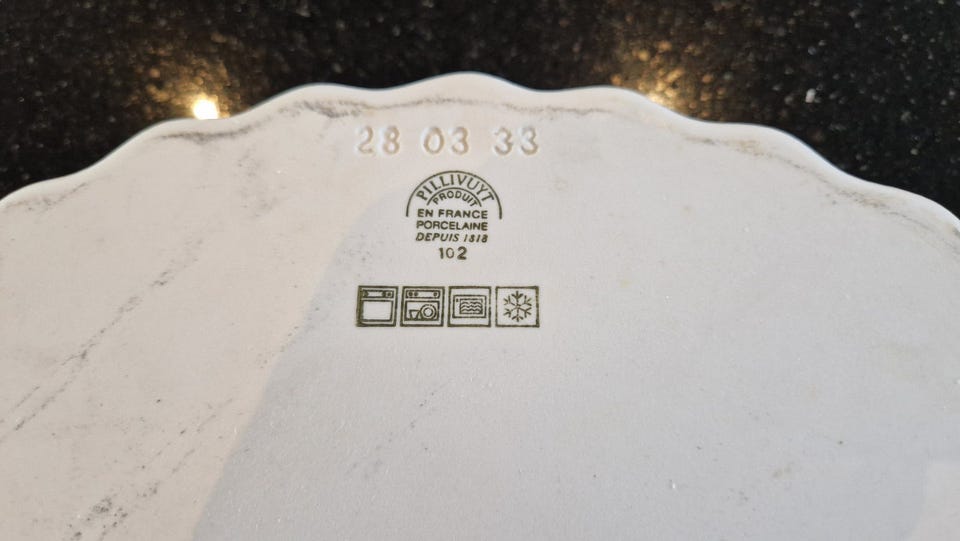 28 03 33
PILLIVUYT
PRODUIT
EN FRANCE
PORCELAINE
DEPUIS 1818
102